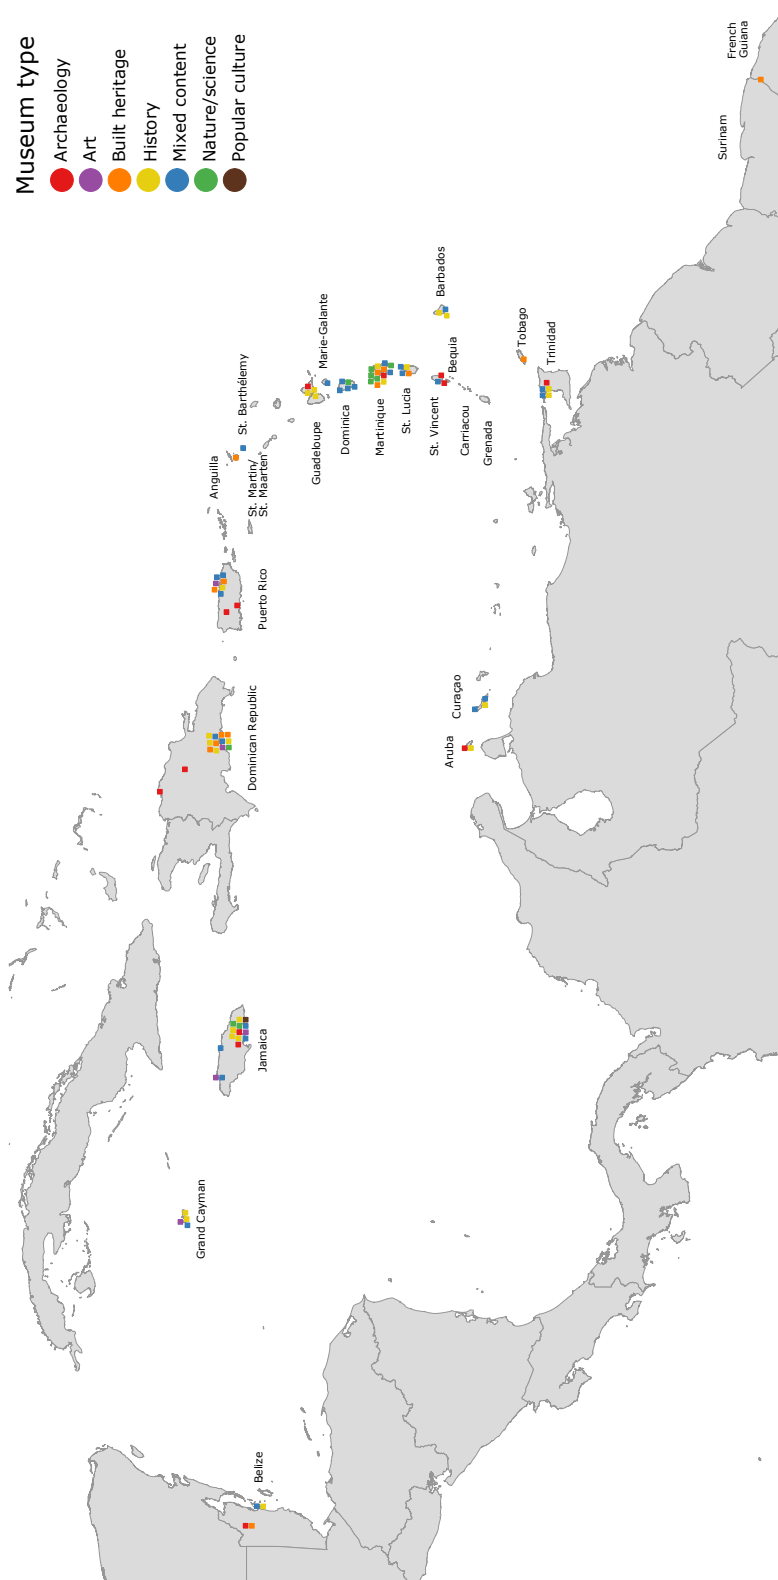 Museum type
Archaeology
Art
Built heritage
History
Mixed content
Nature/science
Popular culture
Belize
Grand Cayman
Jamaica
Dominican Republic
Puerto Rico
Anguilla
St. Martin/
St. Maarten
St. Barthélemy
Guadeloupe
Marie-Galante
Dominica
Martinique
St. Lucia
St. Vincent
Bequia
Barbados
Carriacou
Grenada
Aruba
Curaçao
Tobago
Trinidad
Surinam
French
Guiana